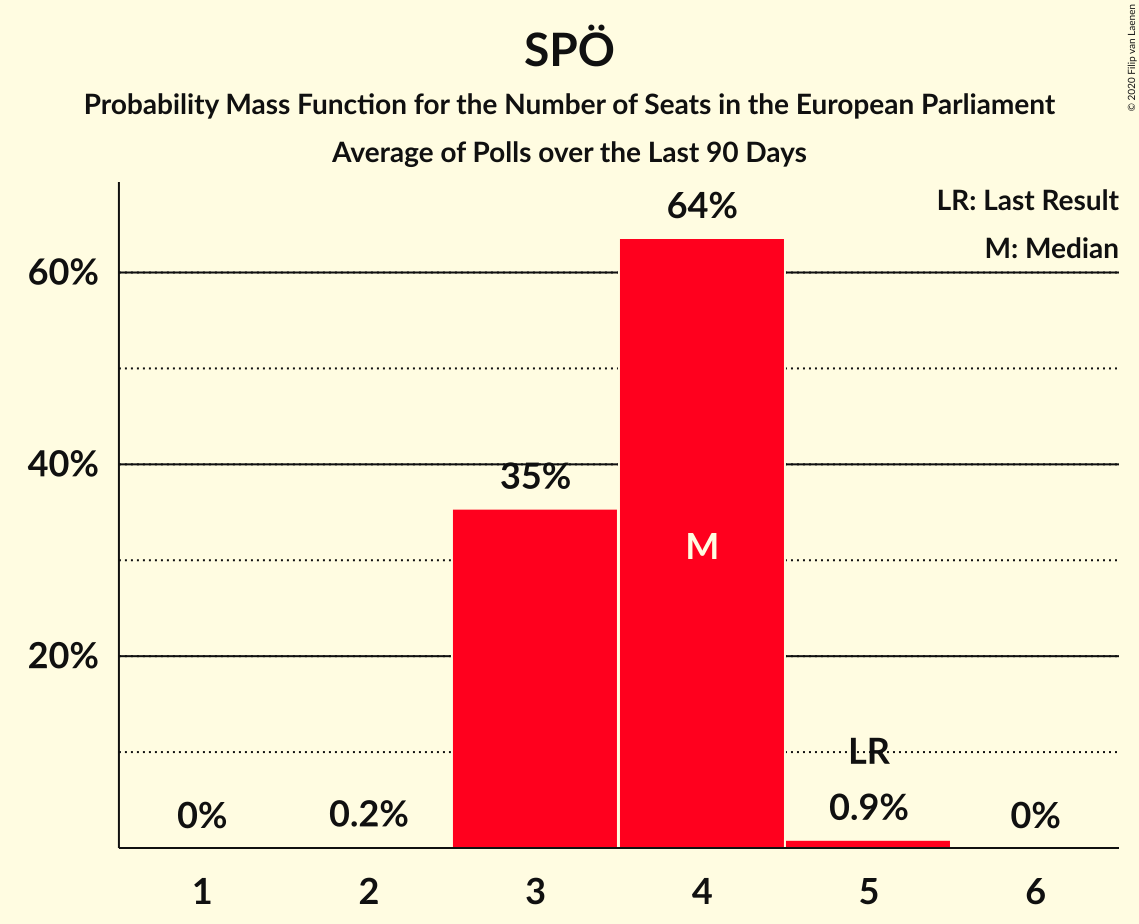 SPÖ
Probability Mass Function for the Number of Seats in the European Parliament
Average of Polls over the Last 90 Days
© 2020 Filip van Laenen
LR: Last Result
M: Median
64%
60%
40%
35%
M
20%
LR
0% 0.2% 0.9% 0%
1 2 3 4 5 6